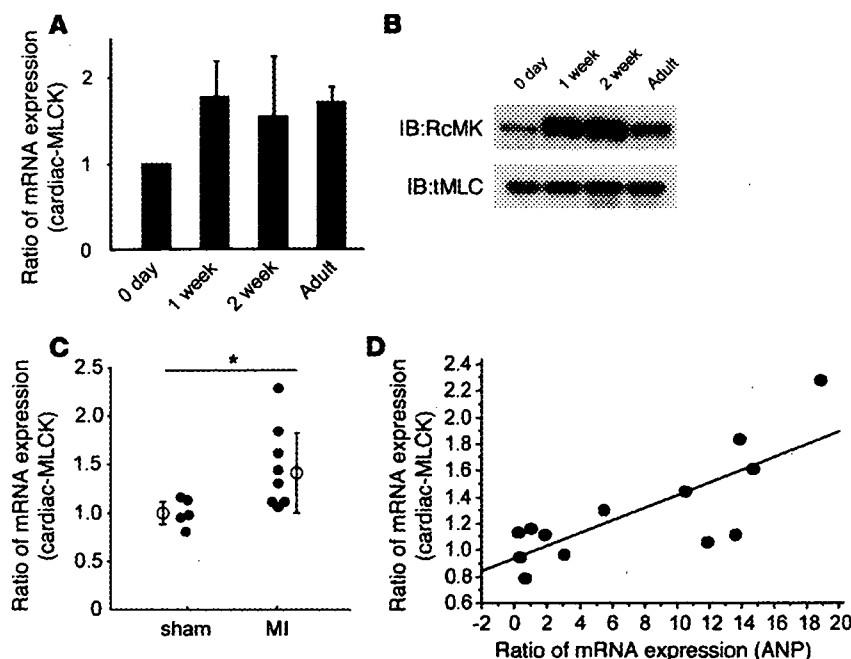 A
Ratio of mRNA expression
(cardiac-MLCK)
2
1
0
0 day
1 week
2 week
Adult
B
0 day
1 week
2 week
Adult
IB:RcMK
IB:tMLC
C
Ratio of mRNA expression
(cardiac-MLCK)
2.5
2.0
1.5
1.0
0.5
0
*
sham
MI
D
Ratio of mRNA expression
(cardiac-MLCK)
2.4
2.2
2.0
1.8
1.6
1.4
1.2
1.0
0.8
0.6
-2 0 2 4 6 8 10 12 14 16 18 20
Ratio of mRNA expression (ANP)